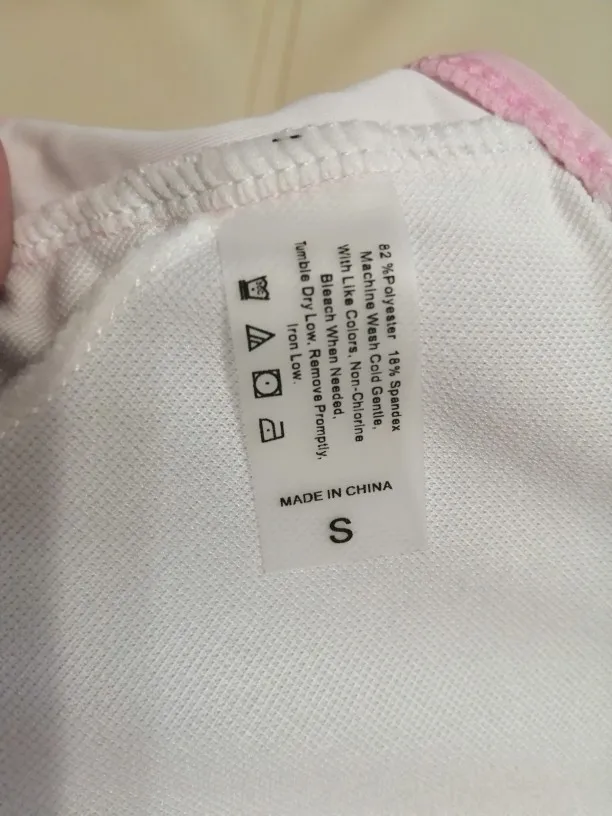 82 %Polyester 18% Spandex
Machine Wash Cold Gentle,
With Like Colors, Non-Chlorine
Bleach When Needed,
Tumble Dry Low, Remove Promptly,
Iron Low.
MADE IN CHINA
S